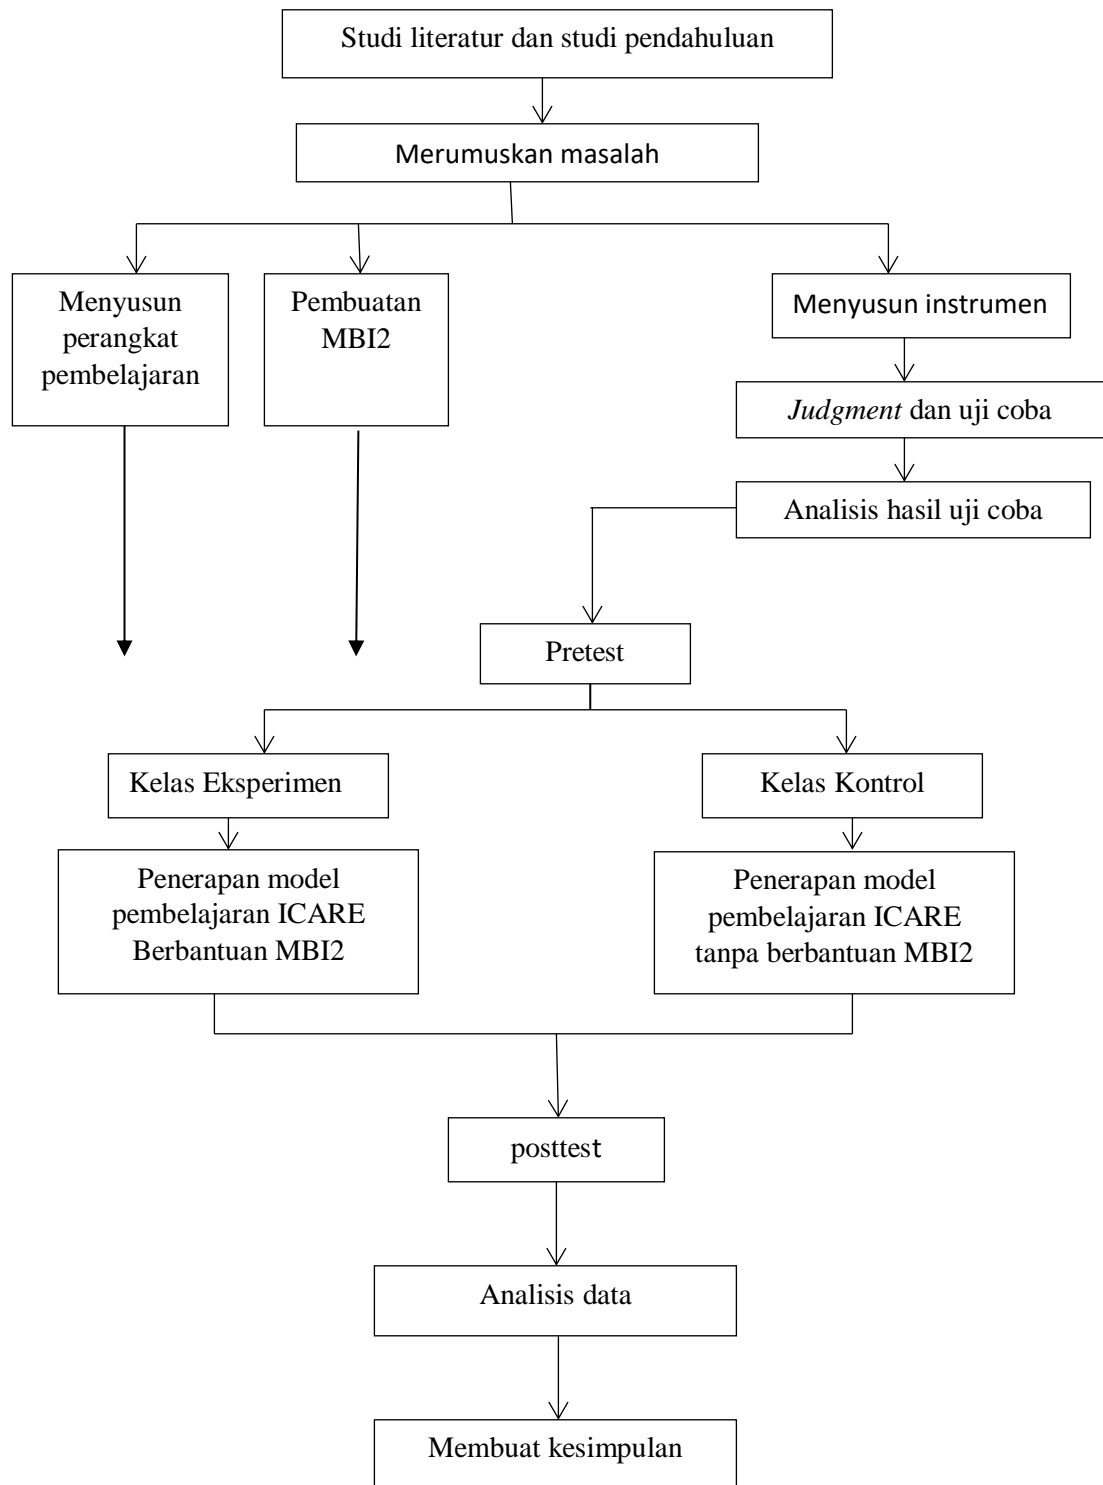 Studi literatur dan studi pendahuluan
Merumuskan masalah
Menyusun
perangkat
pembelajaran
Pembuatan
MBI2
Menyusun instrumen
Judgment dan uji coba
Analisis hasil uji coba
Pretest
Kelas Eksperimen
Kelas Kontrol
Penerapan model
pembelajaran ICARE
Berbantuan MBI2
Penerapan model
pembelajaran ICARE
tanpa berbantuan MBI2
posttest
Analisis data
Membuat kesimpulan